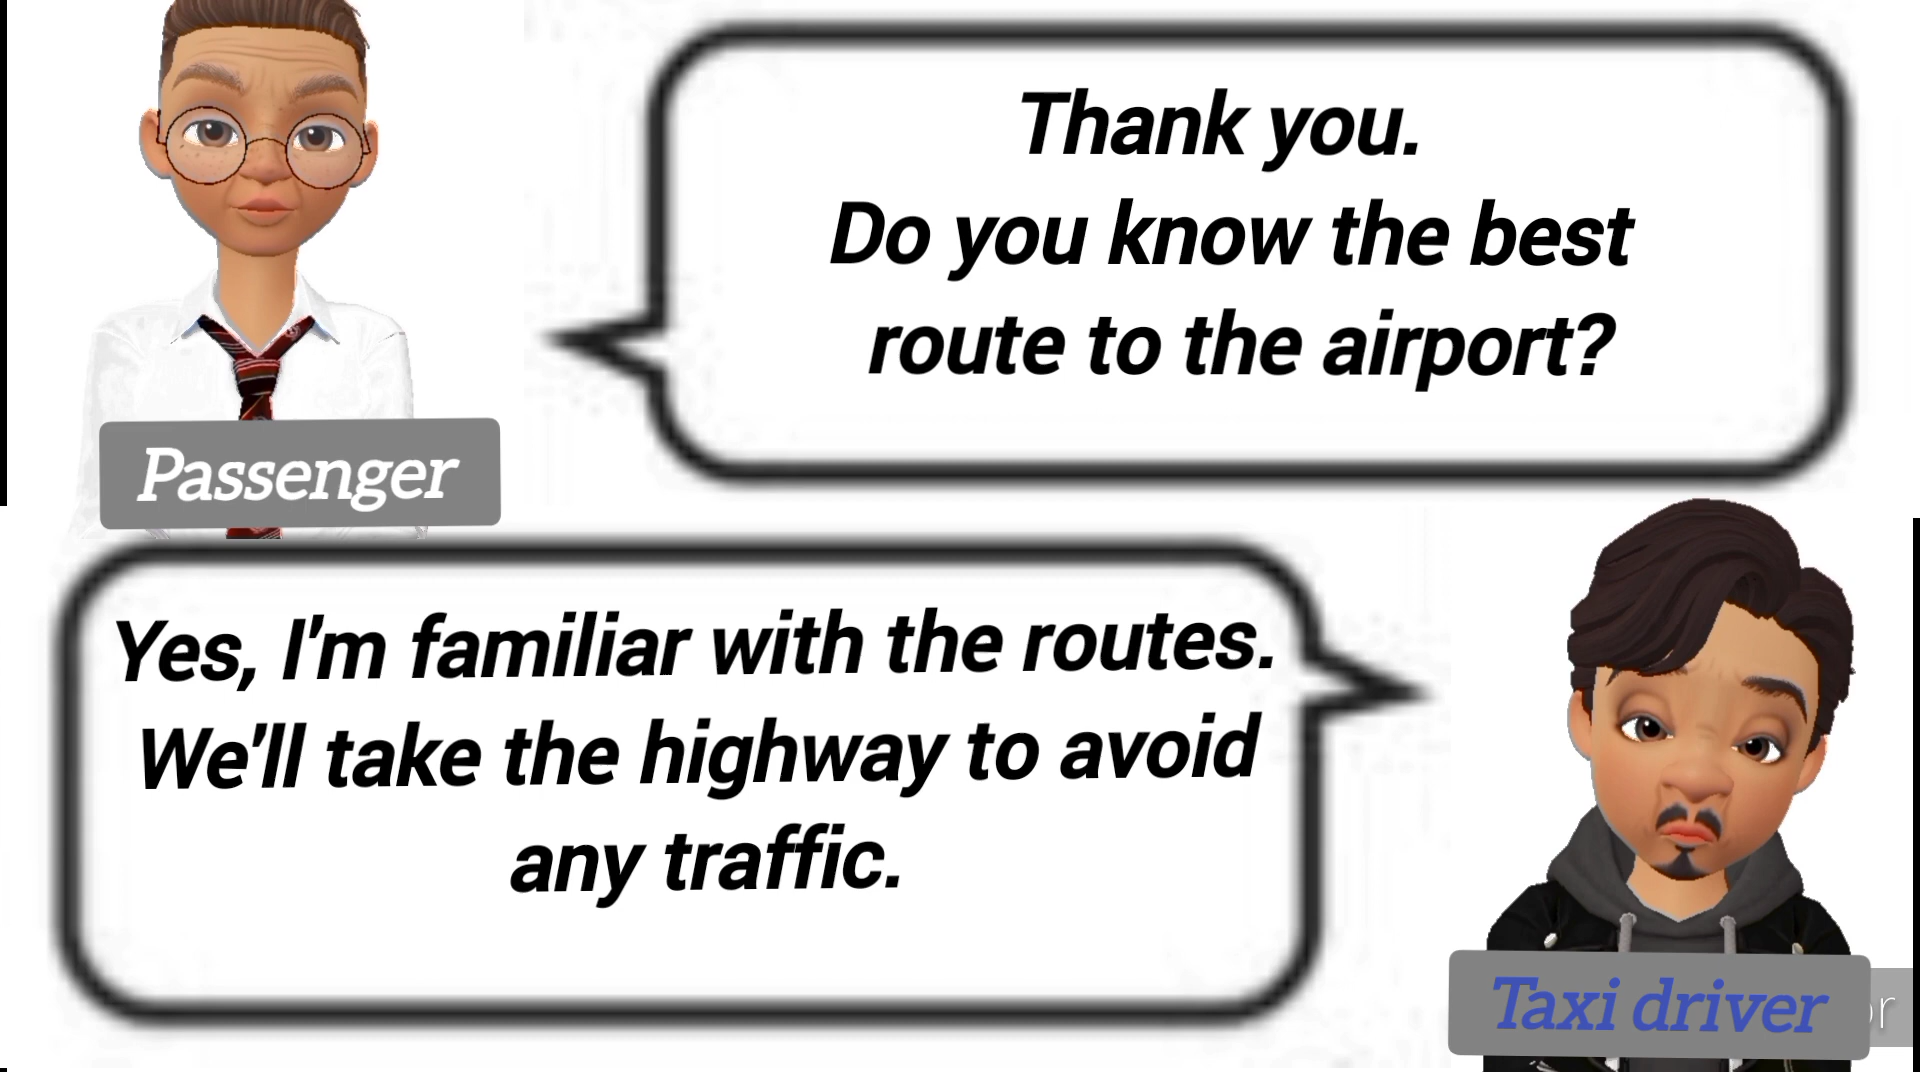 Thank you.
Do you know the best
route to the airport?
Passenger
Yes, I'm familiar with the routes.
We'll take the highway to avoid
any traffic.
Taxi driver